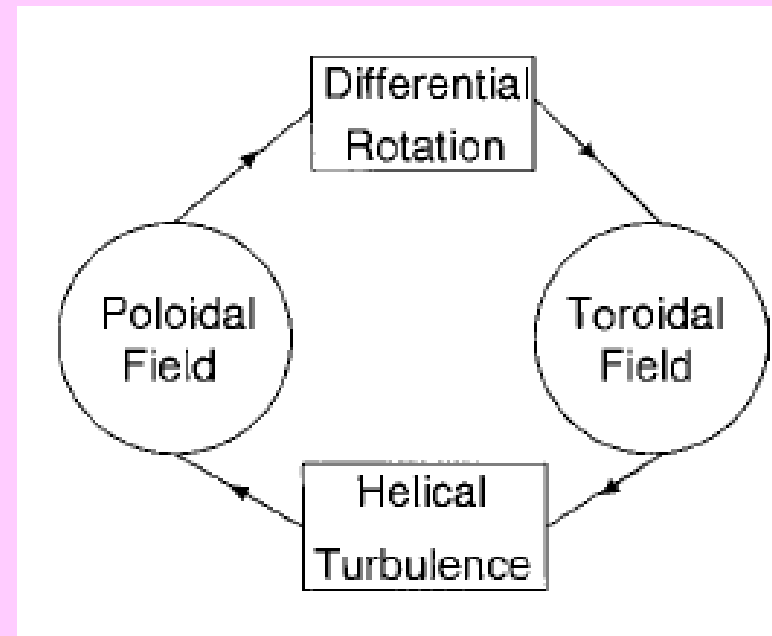 Differential
Rotation
Poloidal
Field
Toroidal
Field
Helical
Turbulence